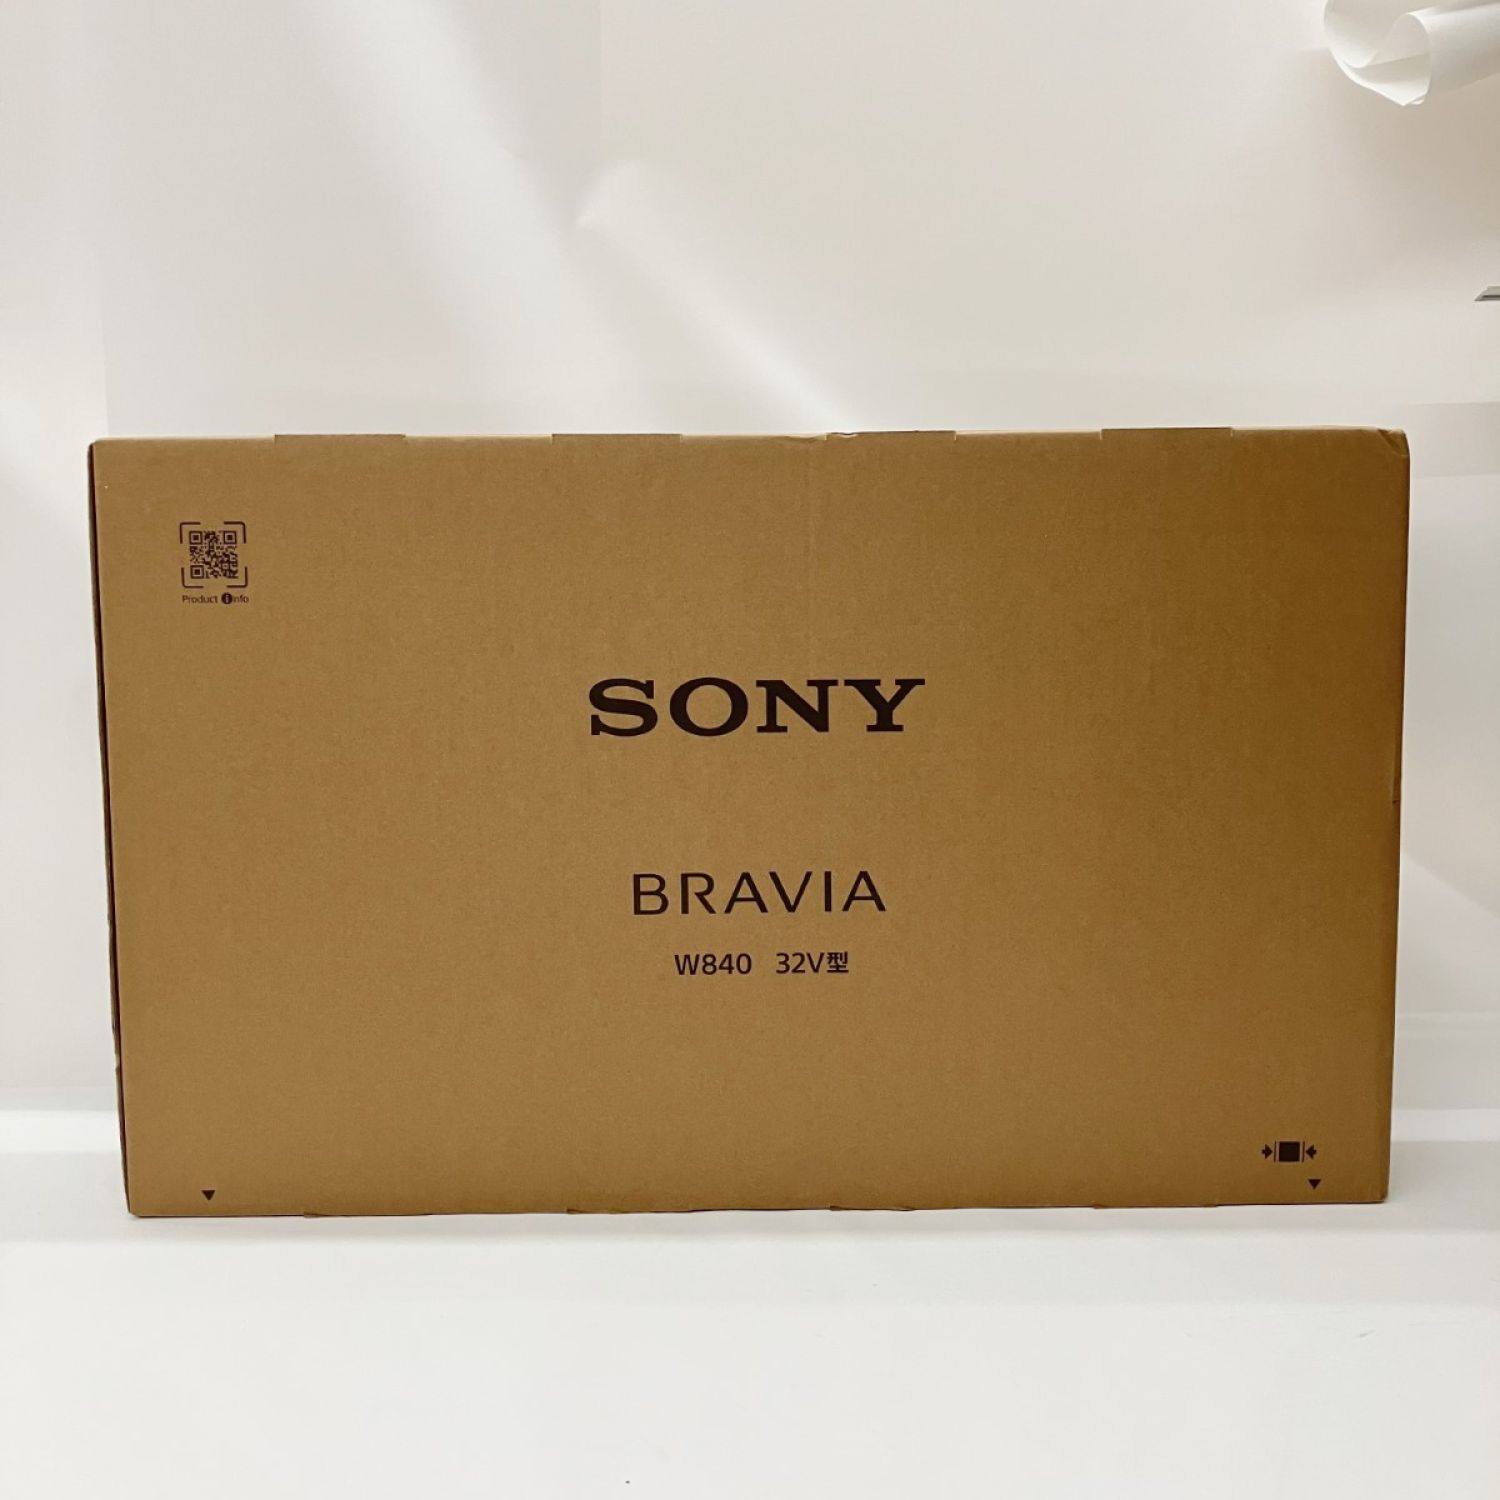 Product info
SONY
BRAVIA
W840 32V型